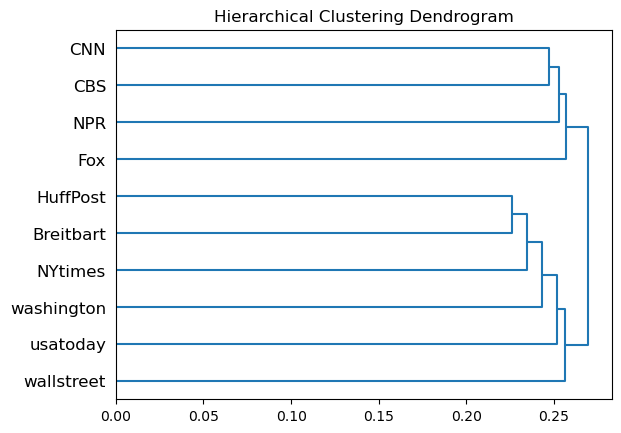 Hierarchical Clustering Dendrogram
CNN
CBS
NPR
Fox
HuffPost
Breitbart
NYtimes
washington
usatoday
wallstreet
0.00 0.05 0.10 0.15 0.20 0.25